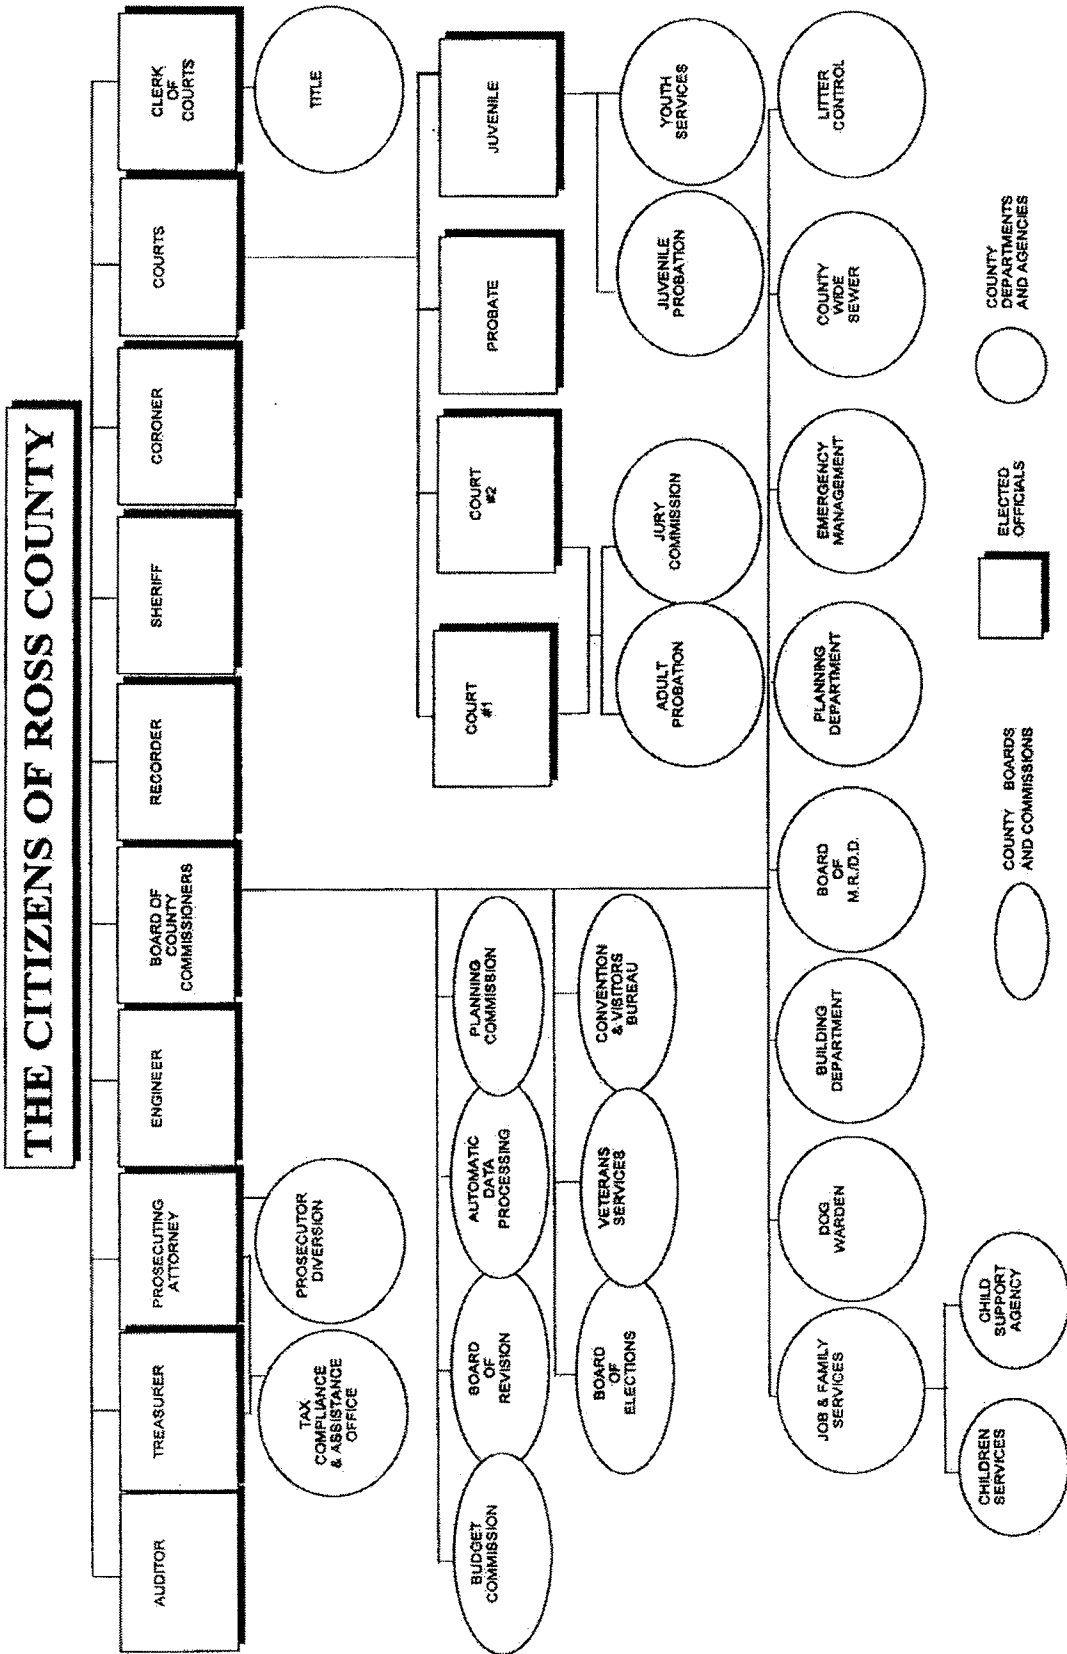 THE CITIZENS OF ROSS COUNTY
AUDITOR
TREASURER
PROSECUTING
ATTORNEY
ENGINEER
BOARD OF
COUNTY
COMMISSIONERS
RECORDER
SHERIFF
CORONER
COURTS
CLERK
OF
COURTS
TAX
COMPLIANCE
& ASSISTANCE
OFFICE
PROSECUTOR
DIVERSION
TITLE
BUDGET
COMMISSION
BOARD
OF
REVISION
AUTOMATIC
DATA
PROCESSING
PLANNING
COMMISSION
COURT
#1
COURT
#2
PROBATE
JUVENILE
BOARD
OF
ELECTIONS
VETERANS
SERVICES
CONVENTION
& VISITORS
BUREAU
ADULT
PROBATION
JURY
COMMISSION
JUVENILE
PROBATION
YOUTH
SERVICES
JOB & FAMILY
SERVICES
DOG
WARDEN
BUILDING
DEPARTMENT
BOARD
OF
M.R./D.D.
PLANNING
DEPARTMENT
EMERGENCY
MANAGEMENT
COUNTY
WIDE
SEWER
LITTER
CONTROL
CHILDREN
SERVICES
CHILD
SUPPORT
AGENCY
COUNTY BOARDS
AND COMMISSIONS
ELECTED
OFFICIALS
COUNTY
DEPARTMENTS
AND AGENCIES